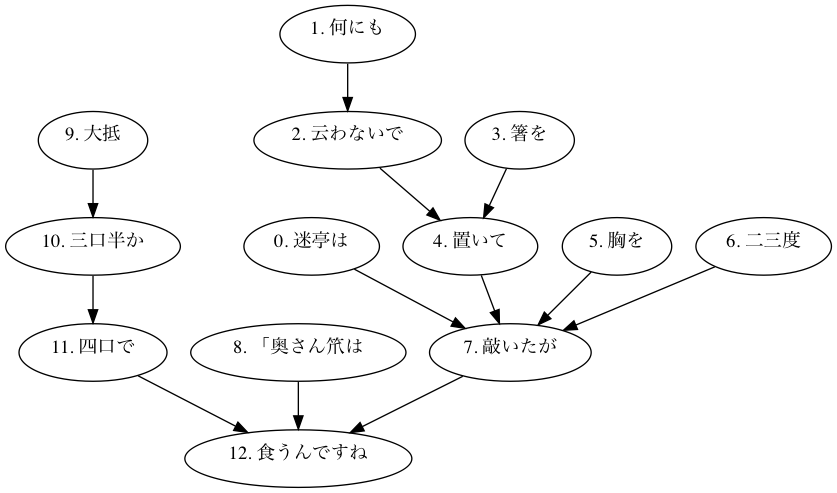 1. 何にも
9. 大抵
2. 云わないで
3. 箸を
10. 三口半か
0. 迷亭は
4. 置いて
5. 胸を
6. 二三度
11. 四口で
8. 「奥さん笊は
7. 敲いたが
12. 食うんですね